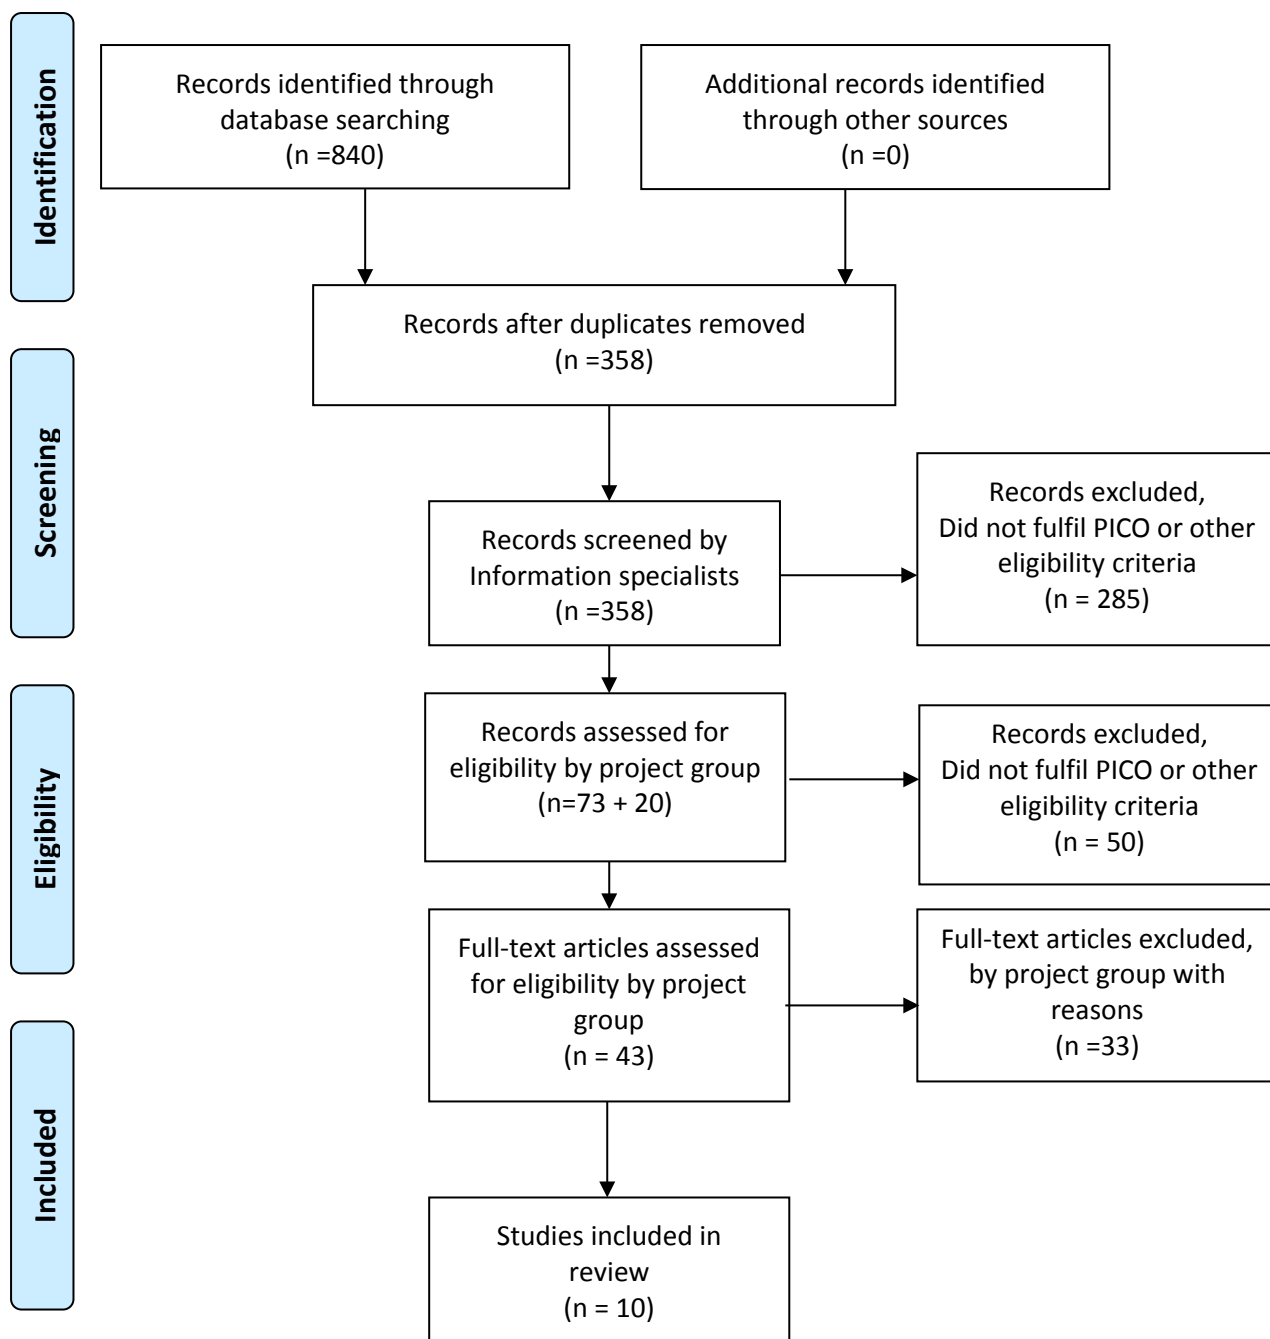 Identification
Records identified through
database searching
(n =840)
Additional records identified
through other sources
(n =0)
Records after duplicates removed
(n =358)
Screening
Records screened by
Information specialists
(n =358)
Records excluded,
Did not fulfil PICO or other
eligibility criteria
(n = 285)
Eligibility
Records assessed for
eligibility by project group
(n=73 + 20)
Records excluded,
Did not fulfil PICO or other
eligibility criteria
(n = 50)
Full-text articles assessed
for eligibility by project
group
(n = 43)
Full-text articles excluded,
by project group with
reasons
(n =33)
Included
Studies included in
review
(n = 10)